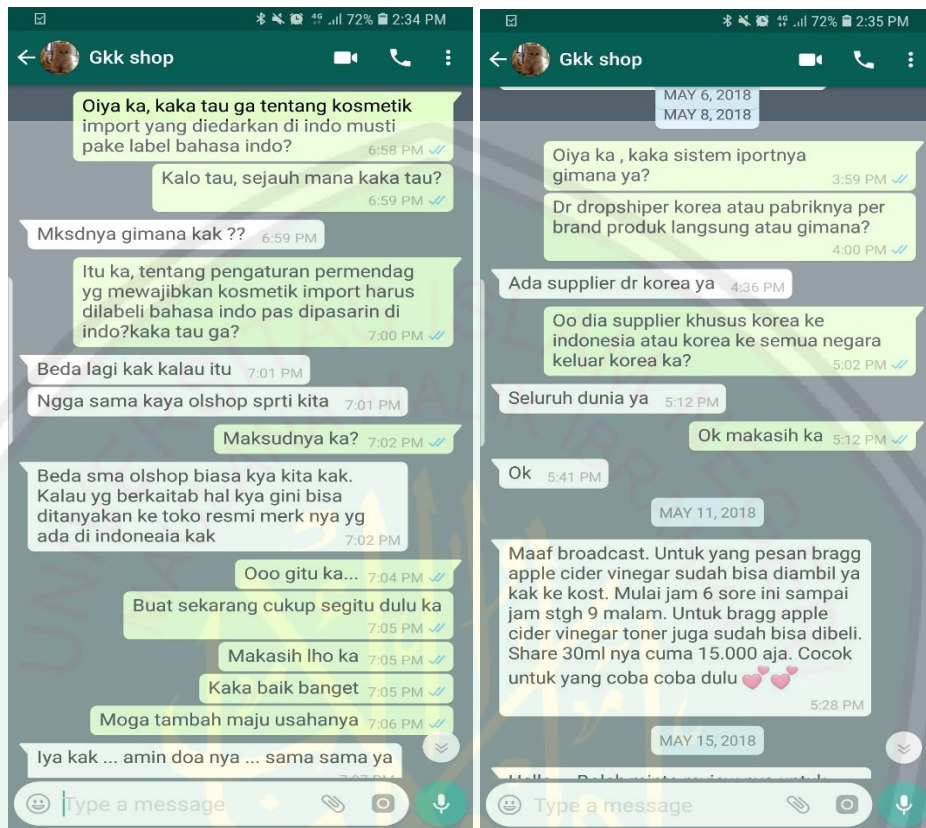 72% 2:34 PM
Gkk shop
Oiya ka, kaka tau ga tentang kosmetik
import yang diedarkan di indo musti
pake label bahasa indo?
6:58 PM
Kalo tau, sejauh mana kaka tau?
6:59 PM
Mksdnya gimana kak ?? 6:59 PM
Itu ka, tentang pengaturan permendag
yg mewajibkan kosmetik import harus
dilabeli bahasa indo pas dipasarin di
indo?kaka tau ga? 7:00 PM
Beda lagi kak kalau itu 7:01 PM
Ngga sama kaya olshop sprti kita 7:01 PM
Maksudnya ka? 7:02 PM
Beda sma olshop biasa kya kita kak.
Kalau yg berkaitab hal kya gini bisa
ditanyakan ke toko resmi merk nya yg
ada di indoneaia kak 7:02 PM
Ooo gitu ka... 7:04 PM
Buat sekarang cukup segitu dulu ka
7:05 PM
Makasih lho ka 7:05 PM
Kaka baik banget 7:05 PM
Moga tambah maju usahanya 7:06 PM
Iya kak ... amin doa nya ... sama sama ya
Type a message
72% 2:35 PM
Gkk shop
MAY 6, 2018
MAY 8, 2018
Oiya ka , kaka sistem iportnya
gimana ya? 3:59 PM
Dr dropshiper korea atau pabriknya per
brand produk langsung atau gimana?
4:00 PM
Ada supplier dr korea ya 4:36 PM
Oo dia supplier khusus korea ke
indonesia atau korea ke semua negara
keluar korea ka? 5:02 PM
Seluruh dunia ya 5:12 PM
Ok makasih ka 5:12 PM
Ok 5:41 PM
MAY 11, 2018
Maaf broadcast. Untuk yang pesan bragg
apple cider vinegar sudah bisa diambil ya
kak ke kost. Mulai jam 6 sore ini sampai
jam stgh 9 malam. Untuk bragg apple
cider vinegar toner juga sudah bisa dibeli.
Share 30ml nya cuma 15.000 aja. Cocok
untuk yang coba coba dulu 💕💕
5:28 PM
MAY 15, 2018
Type a message